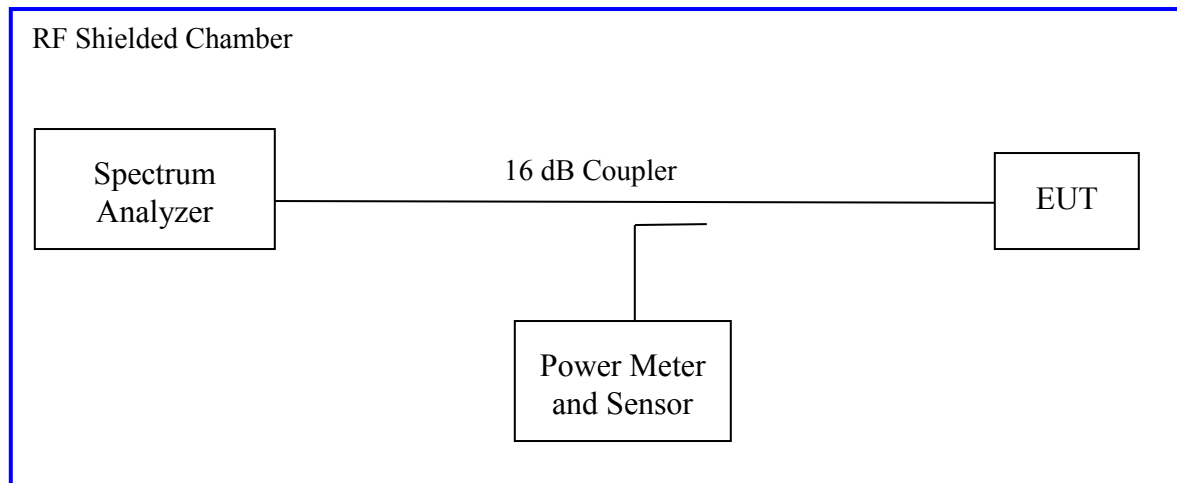 RF Shielded Chamber
Spectrum
Analyzer
16 dB Coupler
EUT
Power Meter
and Sensor